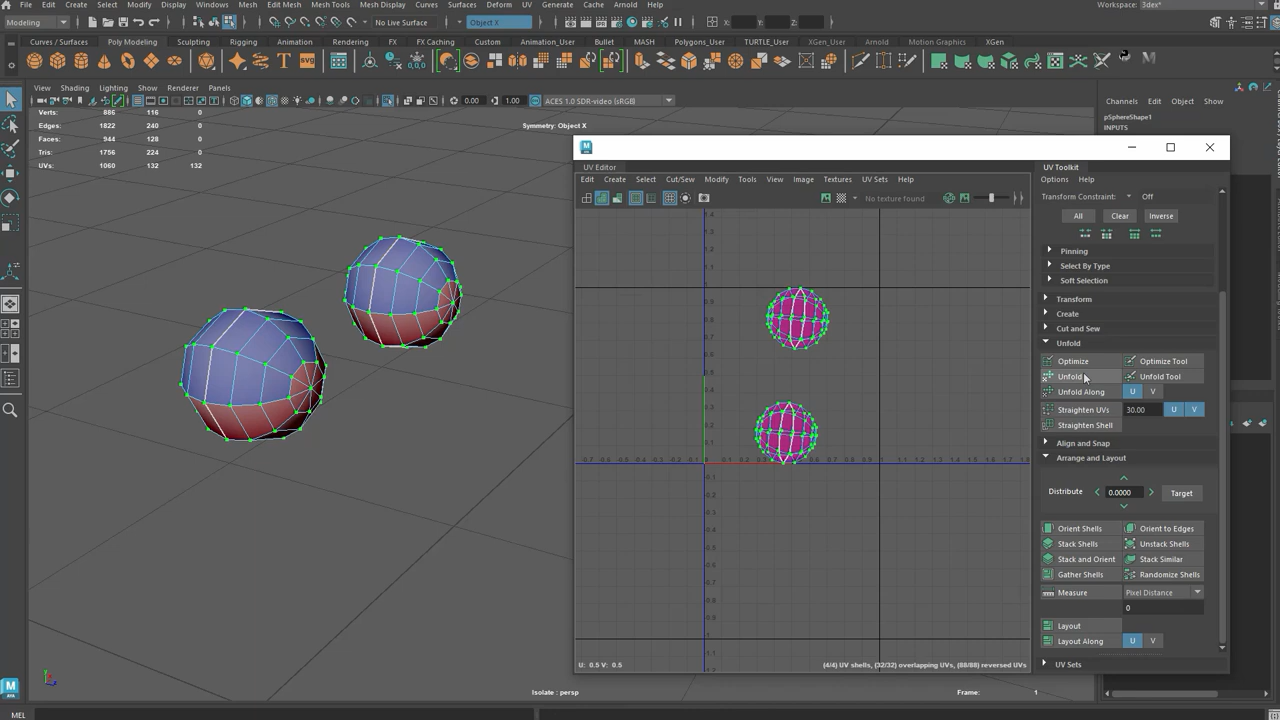 File Edit Create Select Modify Display Windows Mesh Edit Mesh Mesh Tools Mesh Display Curves Surfaces Deform UV Generate Cache Arnold Help Workspace: 3dex*
Modeling No Live Surface Object X X: Y: Z:
Curves / Surfaces Poly Modeling Sculpting Rigging Animation Rendering FX FX Caching Custom Animation_User Bullet MASH Polygons_User TURTLE_User XGen_User Arnold Motion Graphics XGen
View Shading Lighting Show Renderer Panels
0.00 1.00 ACES 1.0 SDR-video (sRGB)
Channels Edit Object Show
pSphereShape1
INPUTS
Verts: 886 116 0
Edges: 1822 240 0
Faces: 944 128 0
Tris: 1756 224 0
UVs: 1060 132 132
Symmetry: Object X
UV Editor
Edit Create Select Cut/Sew Modify Tools View Image Textures UV Sets Help
No texture found
UV Toolkit
Options Help
Transform Constraint: Off
All Clear Inverse
Pinning
Select By Type
Soft Selection
Transform
Create
Cut and Sew
Unfold
Optimize Optimize Tool
Unfold Unfold Tool
Unfold Along U V
Straighten UVs 30.00 U V
Straighten Shell
Align and Snap
Arrange and Layout
Distribute 0.0000 Target
Orient Shells Orient to Edges
Stack Shells Unstack Shells
Stack and Orient Stack Similar
Gather Shells Randomize Shells
Measure Pixel Distance
0
Layout
Layout Along U V
UV Sets
U: 0.5 V: 0.5 (4/4) UV shells, (32/32) overlapping UVs, (88/88) reversed UVs
Isolate : persp
Frame: 1
MEL